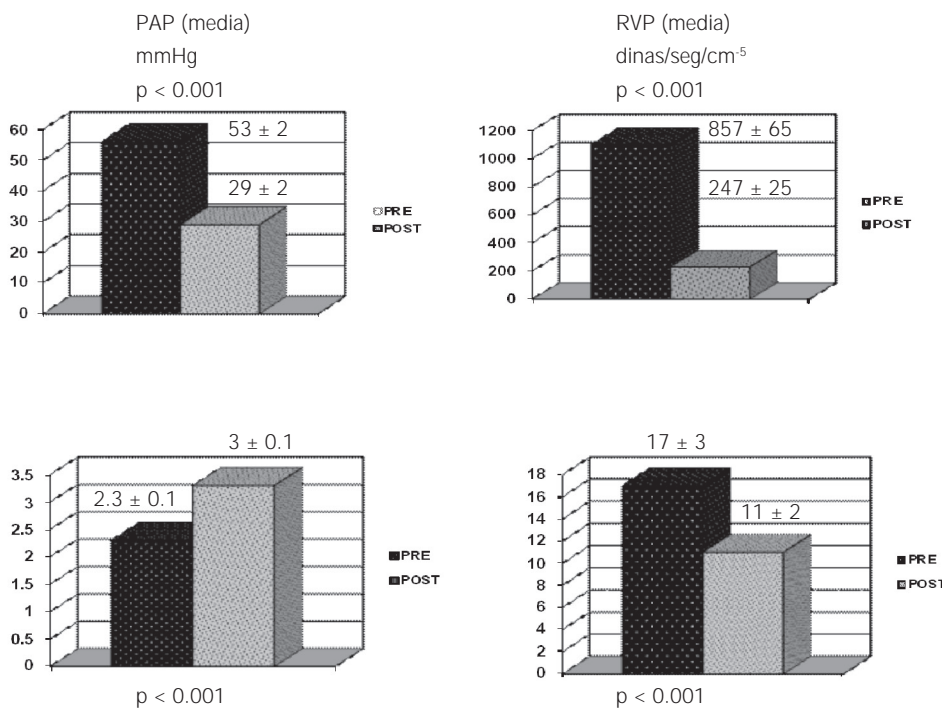 PAP (media)
mmHg
p < 0.001
60
50
40
30
20
10
0
53 ± 2
29 ± 2
PRE
POST
RVP (media)
dinas/seg/cm⁻⁵
p < 0.001
1200
1000
800
600
400
200
0
857 ± 65
247 ± 25
PRE
POST
3.5
3
2.5
2
1.5
1
0.5
0
2.3 ± 0.1
3 ± 0.1
PRE
POST
p < 0.001
18
16
14
12
10
8
6
4
2
0
17 ± 3
11 ± 2
PRE
POST
p < 0.001